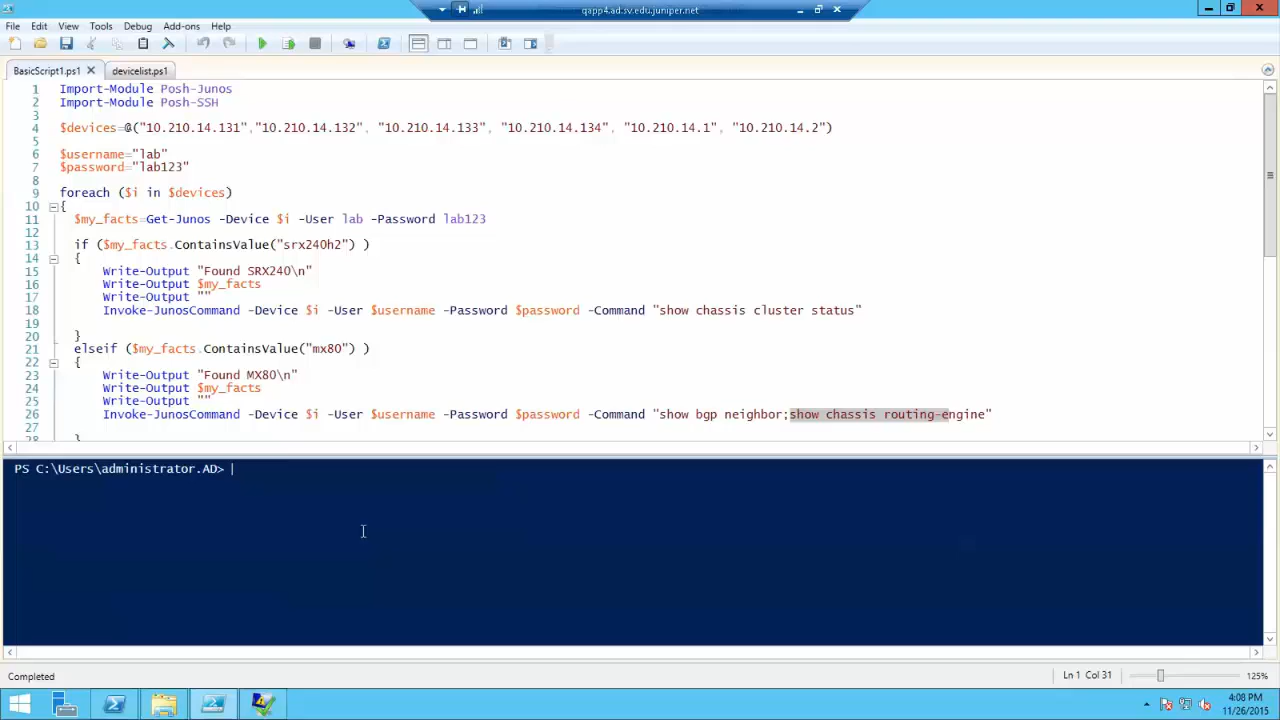 qapp4.ad.sv.edu.juniper.net
File Edit View Tools Debug Add-ons Help
BasicScript1.ps1 devicelist.ps1
1 Import-Module Posh-Junos
2 Import-Module Posh-SSH
3
4 $devices=@("10.210.14.131","10.210.14.132", "10.210.14.133", "10.210.14.134", "10.210.14.1", "10.210.14.2")
5
6 $username="lab"
7 $password="lab123"
8
9 foreach ($i in $devices)
10 {
11 $my_facts=Get-Junos -Device $i -User lab -Password lab123
12
13 if ($my_facts.ContainsValue("srx240h2") )
14 {
15 Write-Output "Found SRX240\n"
16 Write-Output $my_facts
17 Write-Output ""
18 Invoke-JunosCommand -Device $i -User $username -Password $password -Command "show chassis cluster status"
19
20 }
21 elseif ($my_facts.ContainsValue("mx80") )
22 {
23 Write-Output "Found MX80\n"
24 Write-Output $my_facts
25 Write-Output ""
26 Invoke-JunosCommand -Device $i -User $username -Password $password -Command "show bgp neighbor;show chassis routing-engine"
27
28 }
PS C:\Users\administrator.AD>
Completed Ln 1 Col 31 125%
4:08 PM
11/26/2015